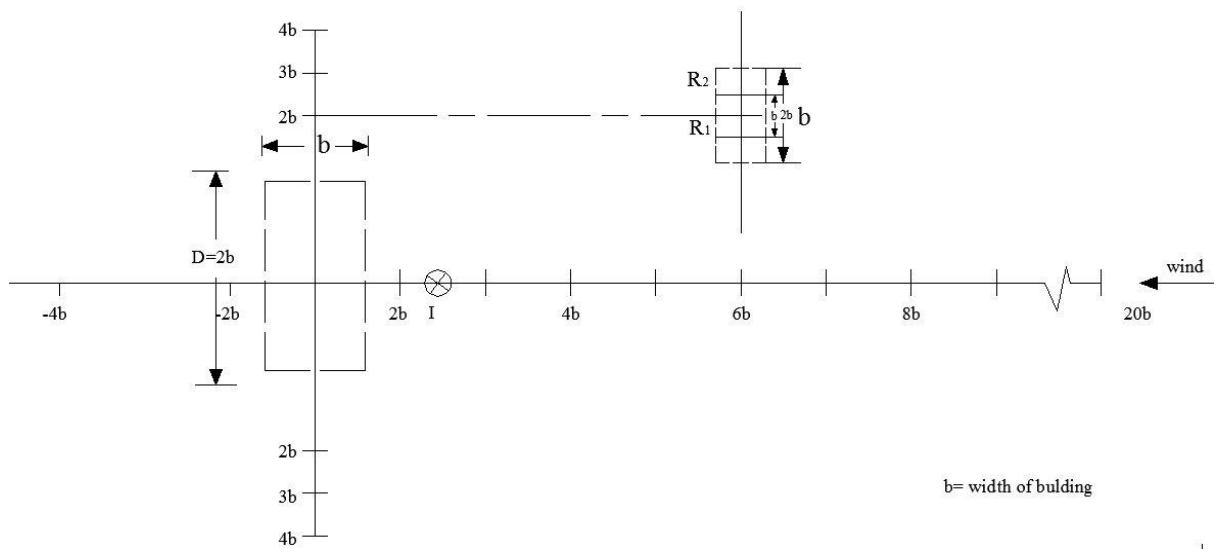 4b
3b
R2
2b
b 2b b
R1
b
D=2b
wind
-4b
-2b
2b
I
4b
6b
8b
20b
2b
3b
b= width of bulding
4b